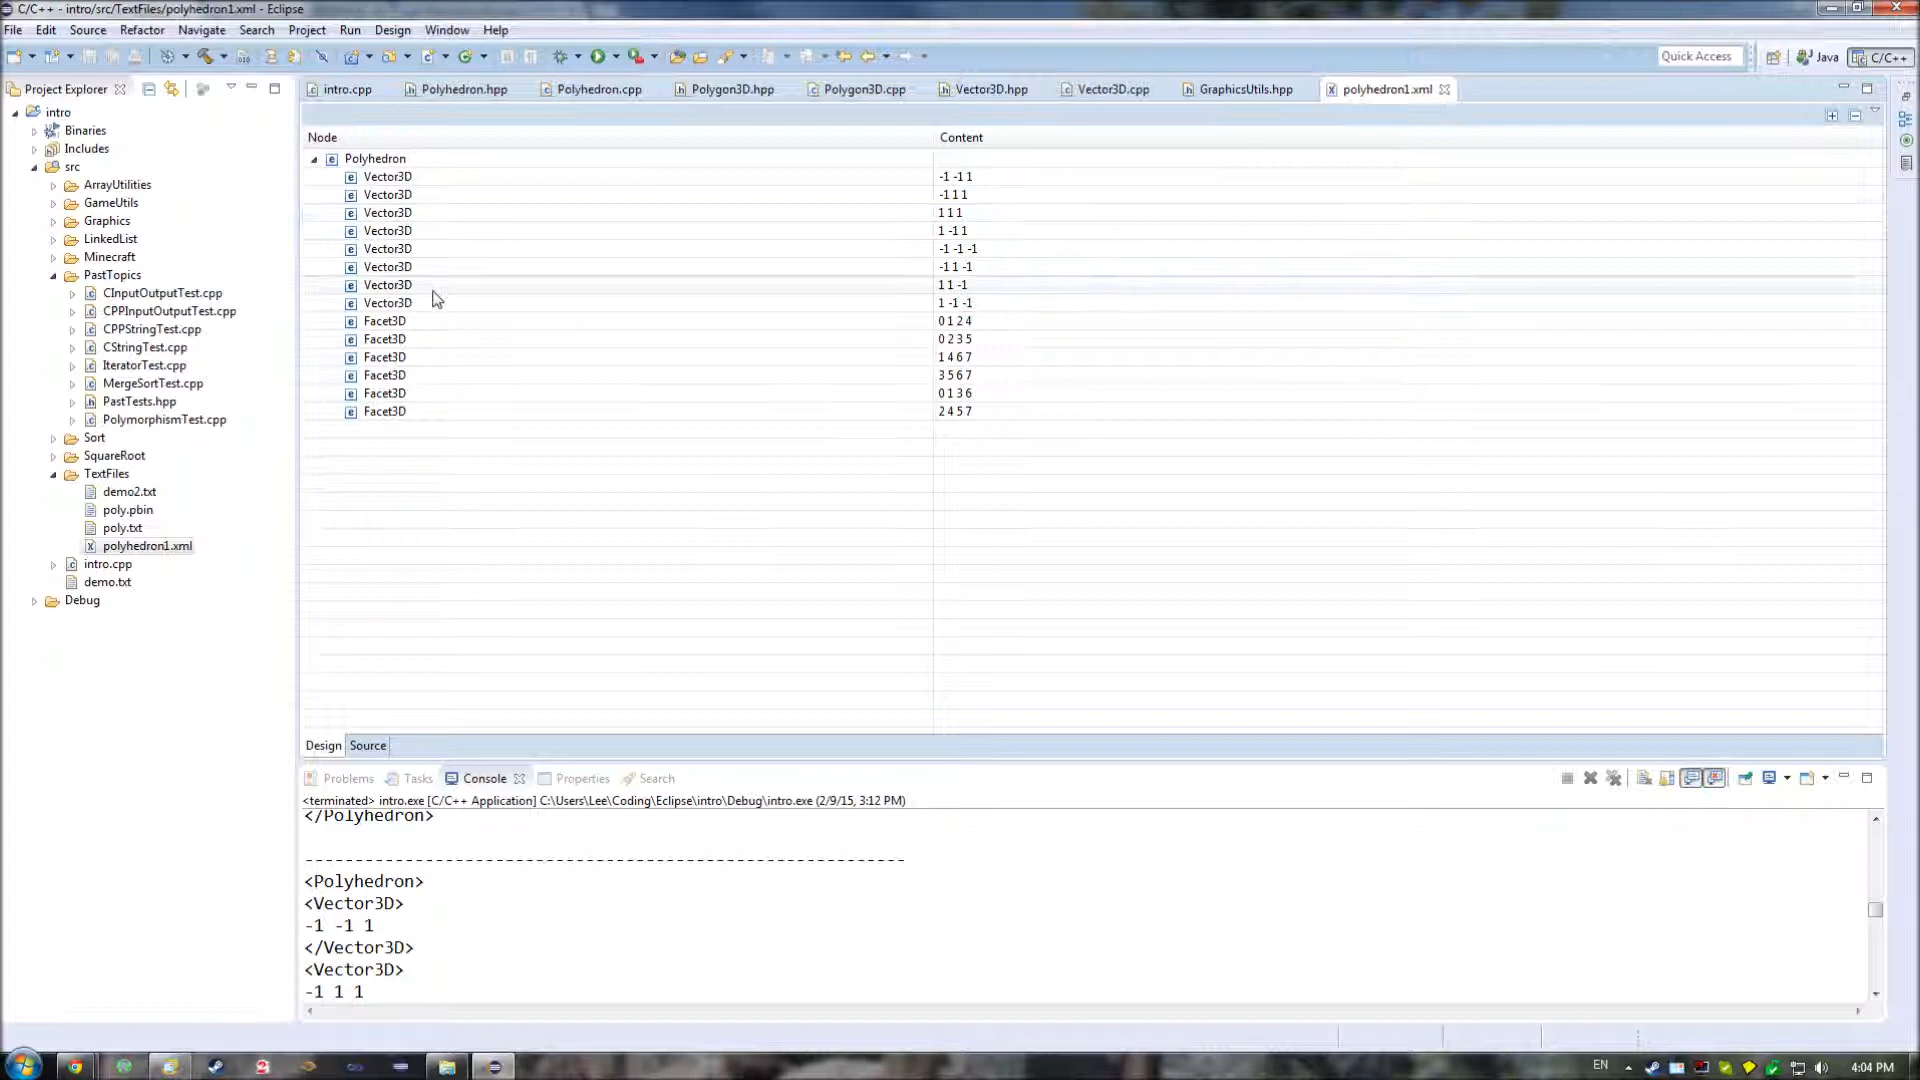 C/C++ - intro/src/TextFiles/polyhedron1.xml - Eclipse
File Edit Source Refactor Navigate Search Project Run Design Window Help
Quick Access Java C/C++
Project Explorer
intro
Binaries
Includes
src
ArrayUtilities
GameUtils
Graphics
LinkedList
Minecraft
PastTopics
CInputOutputTest.cpp
CPPInputOutputTest.cpp
CPPStringTest.cpp
CStringTest.cpp
IteratorTest.cpp
MergeSortTest.cpp
PastTests.hpp
PolymorphismTest.cpp
Sort
SquareRoot
TextFiles
demo2.txt
poly.pbin
poly.txt
polyhedron1.xml
intro.cpp
demo.txt
Debug
intro.cpp Polyhedron.hpp Polyhedron.cpp Polygon3D.hpp Polygon3D.cpp Vector3D.hpp Vector3D.cpp GraphicsUtils.hpp polyhedron1.xml
Node Content
Polyhedron
Vector3D -1 -1 1
Vector3D -1 1 1
Vector3D 1 1 1
Vector3D 1 -1 1
Vector3D -1 -1 -1
Vector3D -1 1 -1
Vector3D 1 1 -1
Vector3D 1 -1 -1
Facet3D 0 1 2 4
Facet3D 0 2 3 5
Facet3D 1 4 6 7
Facet3D 3 5 6 7
Facet3D 0 1 3 6
Facet3D 2 4 5 7
Design Source
Problems Tasks Console Properties Search
<terminated> intro.exe [C/C++ Application] C:\Users\Lee\Coding\Eclipse\intro\Debug\intro.exe (2/9/15, 3:12 PM)
</Polyhedron>
------------------------------------------------------------
<Polyhedron>
<Vector3D>
-1 -1 1
</Vector3D>
<Vector3D>
-1 1 1
EN 4:04 PM